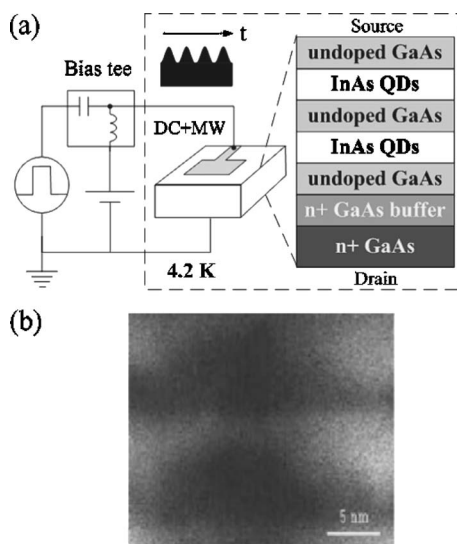 (a)
t
Source
Bias tee
undoped GaAs
InAs QDs
DC+MW
undoped GaAs
InAs QDs
undoped GaAs
n+ GaAs buffer
n+ GaAs
4.2 K
Drain
(b)
5 nm